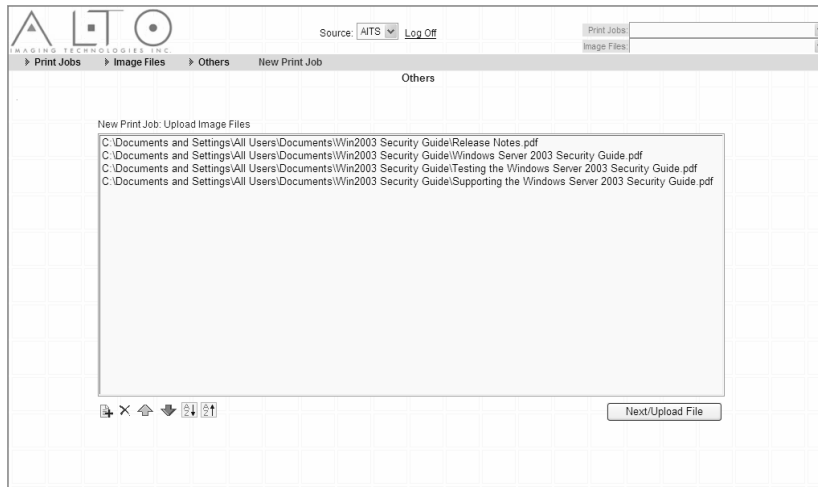 ALTO
IMAGING TECHNOLOGIES INC.
Source: AITS Log Off
Print Jobs:
Image Files:
Print Jobs Image Files Others New Print Job
Others
New Print Job: Upload Image Files
C:\Documents and Settings\All Users\Documents\Win2003 Security Guide\Release Notes.pdf
C:\Documents and Settings\All Users\Documents\Win2003 Security Guide\Windows Server 2003 Security Guide.pdf
C:\Documents and Settings\All Users\Documents\Win2003 Security Guide\Testing the Windows Server 2003 Security Guide.pdf
C:\Documents and Settings\All Users\Documents\Win2003 Security Guide\Supporting the Windows Server 2003 Security Guide.pdf
AZ AZ Next/Upload File